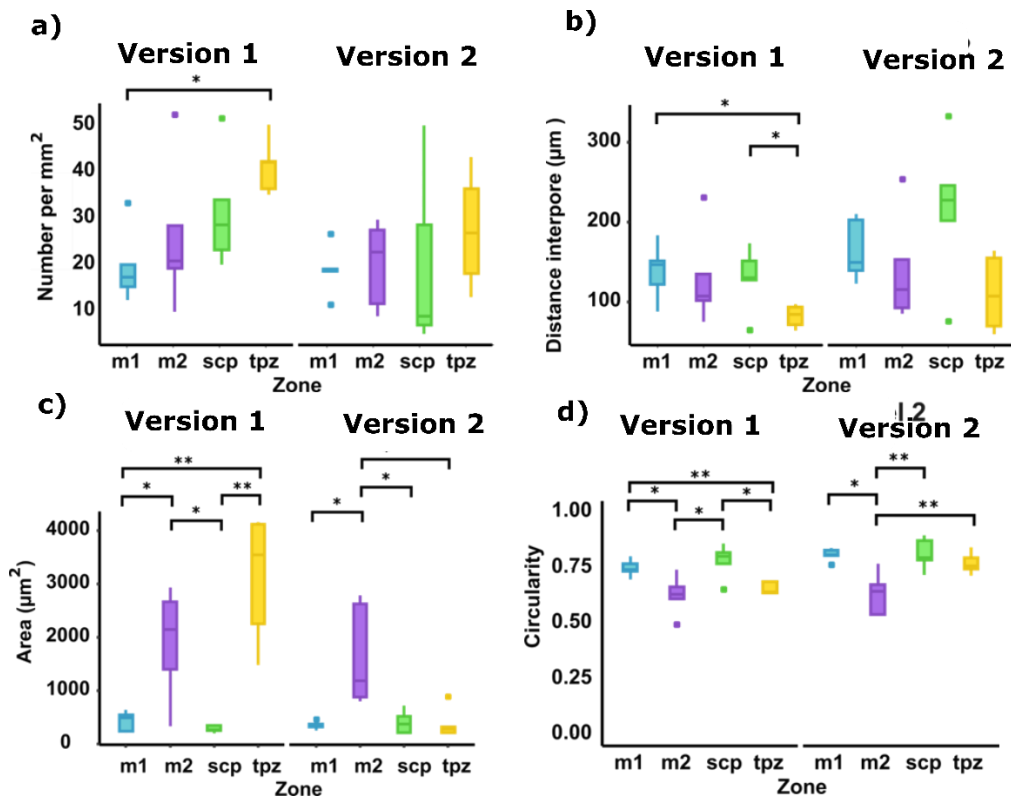 a)
Version 1
Version 2
*
Number per mm²
50
40
30
20
10
m1 m2 scp tpz m1 m2 scp tpz
Zone
b)
Version 1
Version 2
*
*
Distance interpore (µm )
300
200
100
m1 m2 scp tpz m1 m2 scp tpz
Zone
c)
Version 1
Version 2
**
* **
*
*
*
Area (µm²)
4000
3000
2000
1000
0
m1 m2 scp tpz m1 m2 scp tpz
Zone
d)
l.2
Version 1
Version 2
**
* *
*
**
*
**
Circularity
1.00
0.75
0.50
0.25
0.00
m1 m2 scp tpz m1 m2 scp tpz
Zone